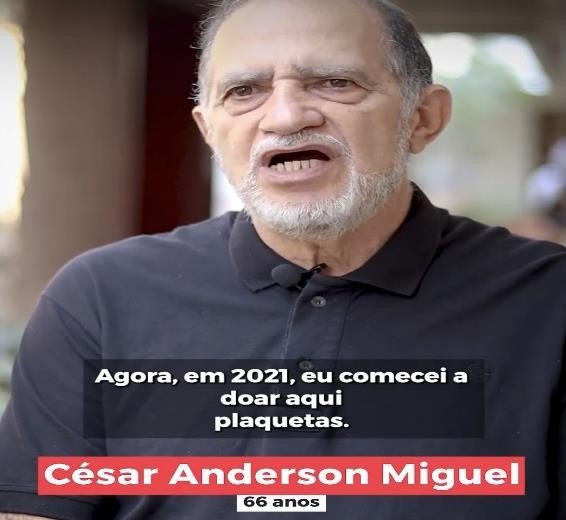 Agora, em 2021, eu comecei a
doar aqui
plaquetas.
César Anderson Miguel
66 anos